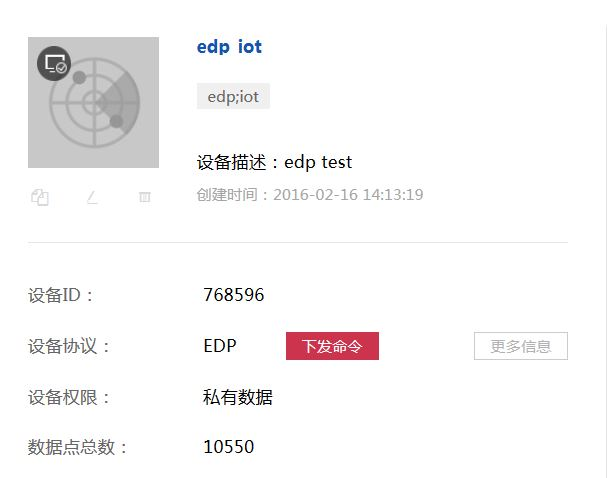 edp iot
edp;iot
设备描述：edp test
创建时间：2016-02-16 14:13:19
设备ID： 768596
设备协议： EDP 下发命令 更多信息
设备权限： 私有数据
数据点总数： 10550